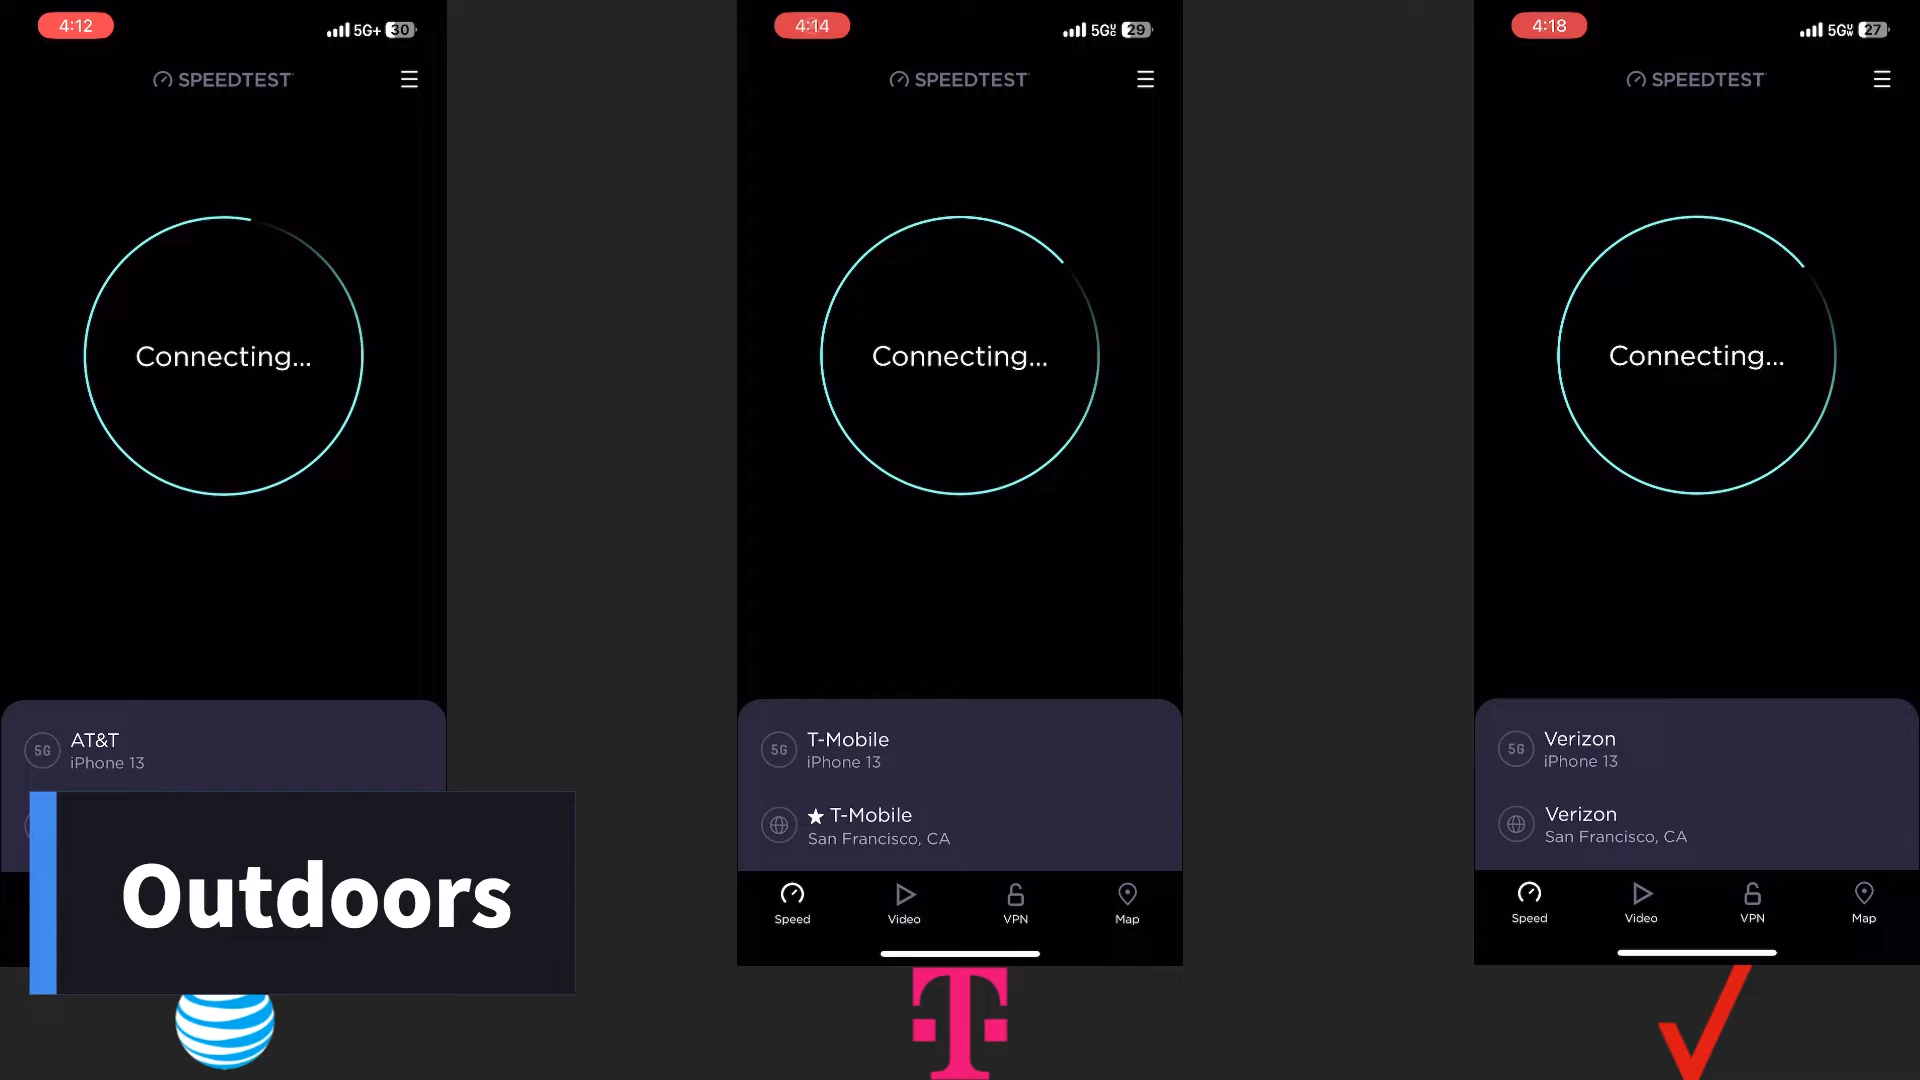 4:12
5G+ 30
SPEEDTEST
Connecting...
5G
AT&T
iPhone 13
Outdoors
4:14
5G UC 29
SPEEDTEST
Connecting...
5G
T-Mobile
iPhone 13
★ T-Mobile
San Francisco, CA
Speed
Video
VPN
Map
T
4:18
5G UW 27
SPEEDTEST
Connecting...
5G
Verizon
iPhone 13
Verizon
San Francisco, CA
Speed
Video
VPN
Map